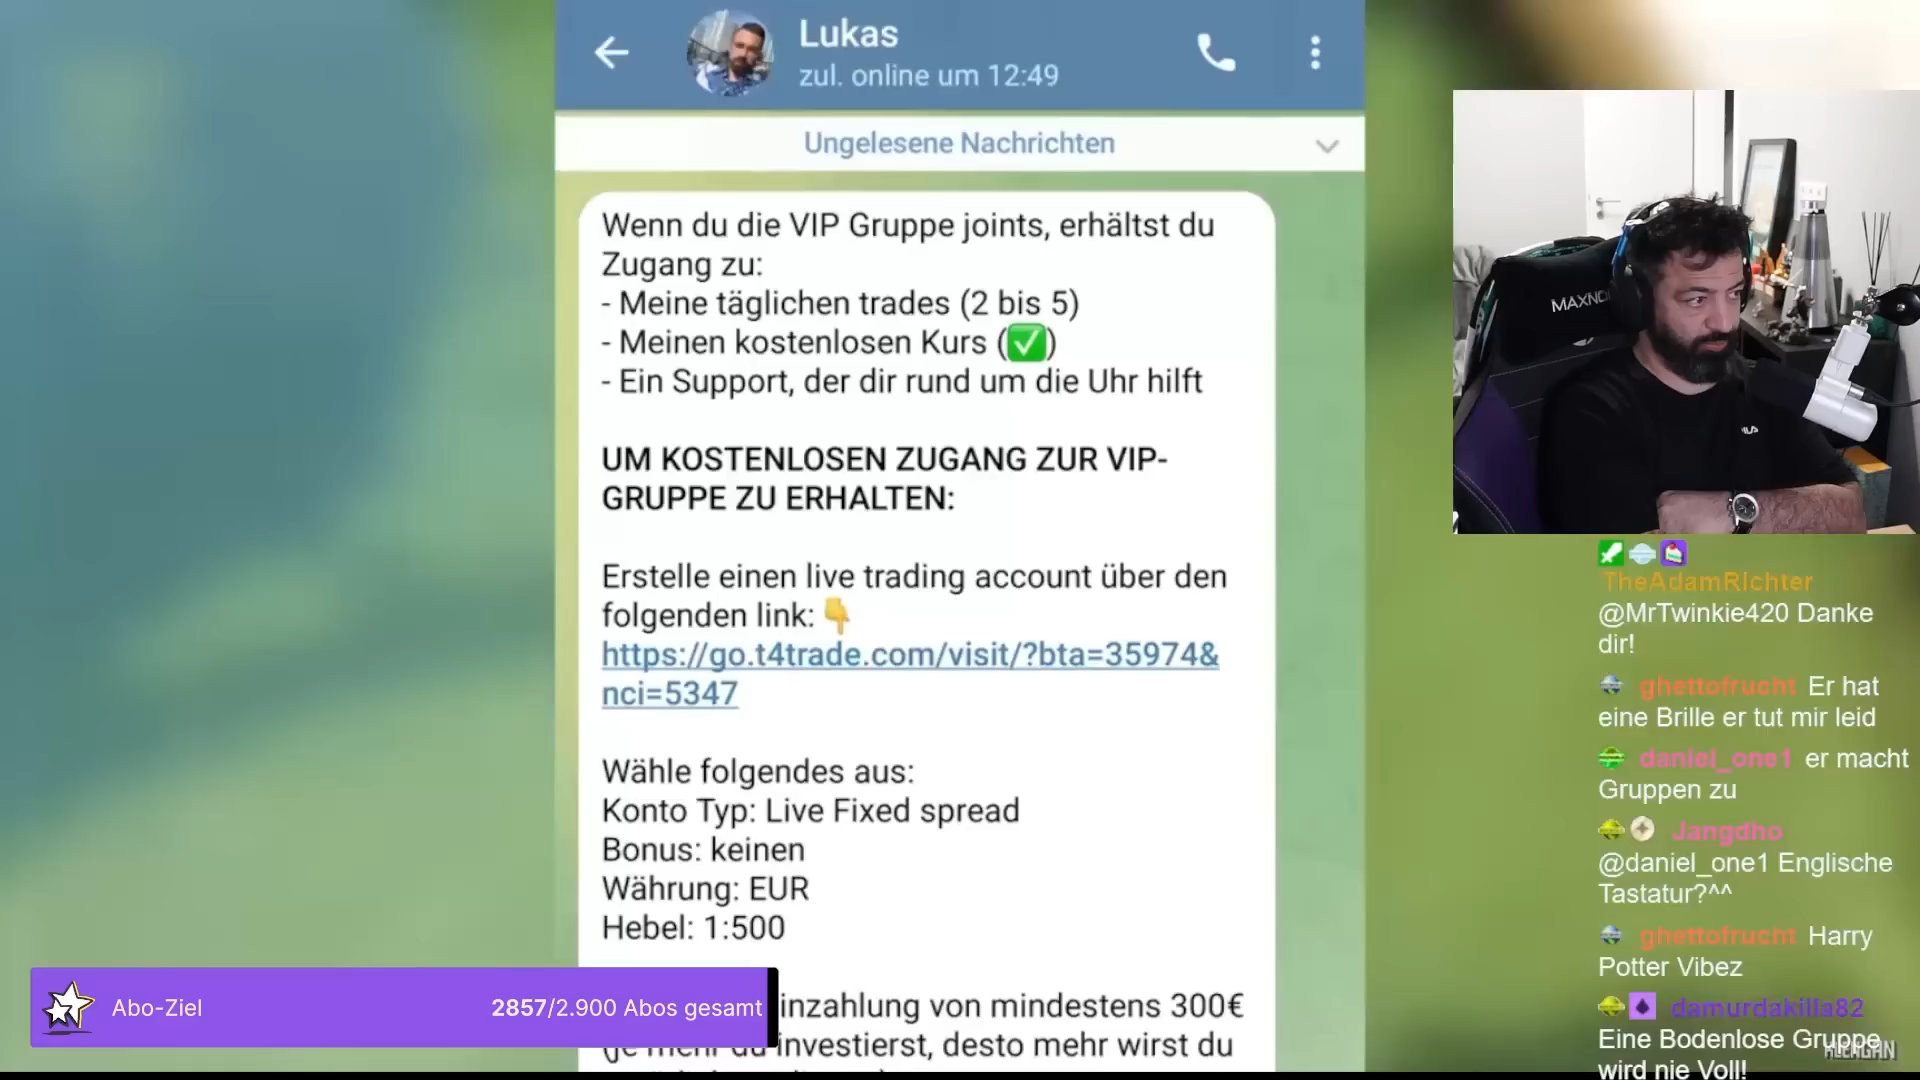 Lukas
zul. online um 12:49
Ungelesene Nachrichten
Wenn du die VIP Gruppe joints, erhältst du
Zugang zu:
- Meine täglichen trades (2 bis 5)
- Meinen kostenlosen Kurs (✅)
- Ein Support, der dir rund um die Uhr hilft
UM KOSTENLOSEN ZUGANG ZUR VIP-
GRUPPE ZU ERHALTEN:
Erstelle einen live trading account über den
folgenden link: 👇
https://go.t4trade.com/visit/?bta=35974&
nci=5347
Wähle folgendes aus:
Konto Typ: Live Fixed spread
Bonus: keinen
Währung: EUR
Hebel: 1:500
inzahlung von mindestens 300€
investierst, desto mehr wirst du
Abo-Ziel 2857/2.900 Abos gesamt
MAXNO
FILA
TheAdamRichter
@MrTwinkie420 Danke
dir!
ghettofrucht Er hat
eine Brille er tut mir leid
daniel_one1 er macht
Gruppen zu
Jangdho
@daniel_one1 Englische
Tastatur?^^
ghettofrucht Harry
Potter Vibez
damurdakilla82
Eine Bodenlose Gruppe
wird nie Voll!